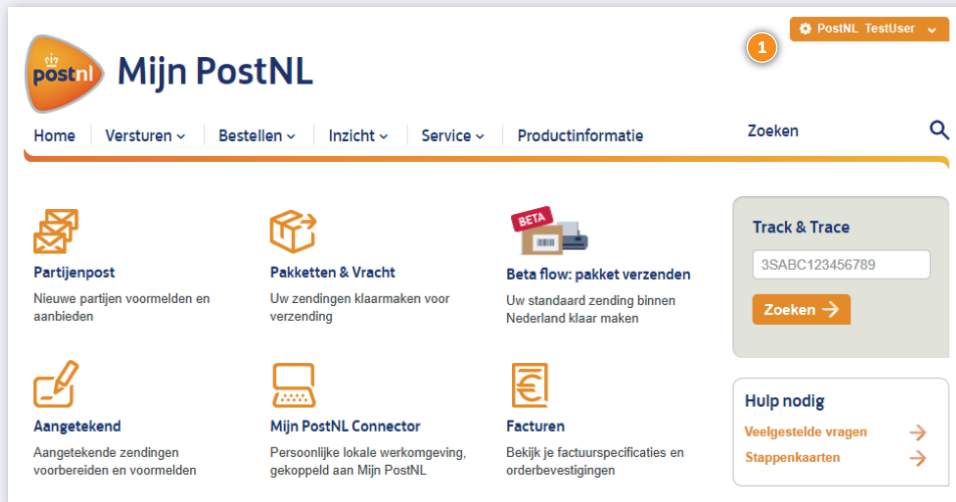 PostNL TestUser
1
postnl
Mijn PostNL
Home Versturen Bestellen Inzicht Service Productinformatie Zoeken
Partijenpost
Nieuwe partijen voormelden en
aanbieden
Pakketten & Vracht
Uw zendingen klaarmaken voor
verzending
BETA
Beta flow: pakket verzenden
Uw standaard zending binnen
Nederland klaar maken
Aangetekend
Aangetekende zendingen
voorbereiden en voormelden
Mijn PostNL Connector
Persoonlijke lokale werkomgeving,
gekoppeld aan Mijn PostNL
€
Facturen
Bekijk je factuurspecificaties en
orderbevestigingen
Track & Trace
3SABC123456789
Zoeken
Hulp nodig
Veelgestelde vragen
Stappenkaarten